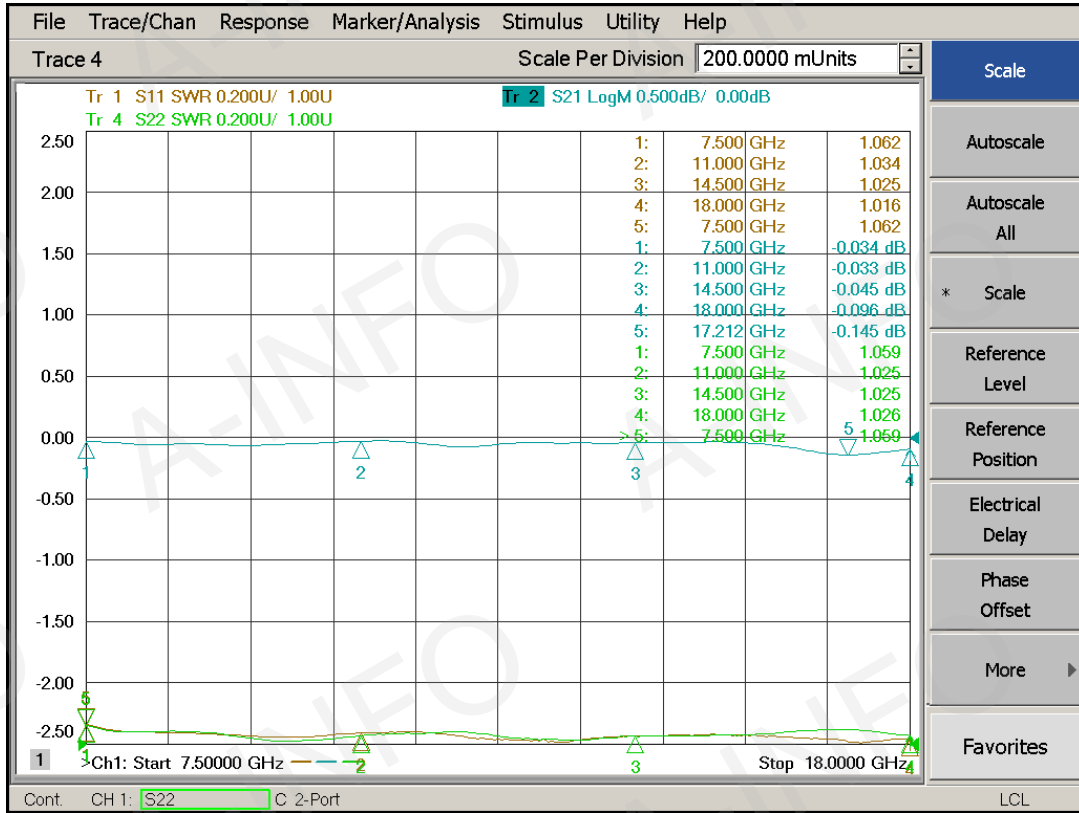 File Trace/Chan Response Marker/Analysis Stimulus Utility Help
Trace 4 Scale Per Division 200.0000 mUnits
Tr 1 S11 SWR 0.200U/ 1.00U
Tr 2 S21 LogM 0.500dB/ 0.00dB
Tr 4 S22 SWR 0.200U/ 1.00U
2.50
2.00
1.50
1.00
0.50
0.00
-0.50
-1.00
-1.50
-2.00
-2.50
1: 7.500 GHz 1.062
2: 11.000 GHz 1.034
3: 14.500 GHz 1.025
4: 18.000 GHz 1.016
5: 7.500 GHz 1.062
1: 7.500 GHz -0.034 dB
2: 11.000 GHz -0.033 dB
3: 14.500 GHz -0.045 dB
4: 18.000 GHz -0.096 dB
5: 17.212 GHz -0.145 dB
1: 7.500 GHz 1.059
2: 11.000 GHz 1.025
3: 14.500 GHz 1.025
4: 18.000 GHz 1.026
> 5: 7.500 GHz 1.059
5
1 2 3 4
5
1 2 3 4
1 >Ch1: Start 7.50000 GHz Stop 18.0000 GHz
Cont. CH 1: S22 C 2-Port LCL
Scale
Autoscale
Autoscale
All
* Scale
Reference
Level
Reference
Position
Electrical
Delay
Phase
Offset
More
Favorites
A-INFO
A-INFO
A-INFO
A-INFO